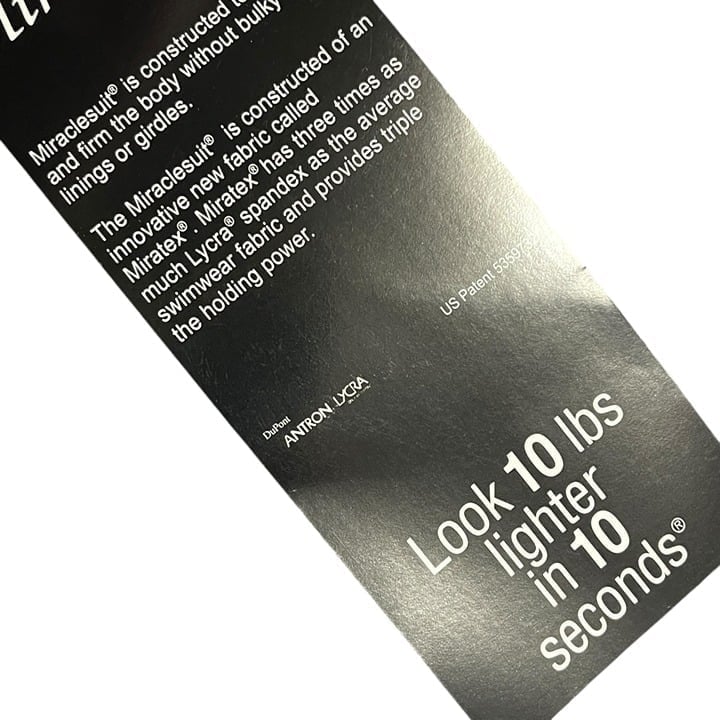 Miraclesuit® is constructed to
and firm the body without bulky
linings or girdles.
The Miraclesuit® is constructed of an
innovative new fabric called
Miratex®. Miratex® has three times as
much Lycra® spandex as the average
swimwear fabric and provides triple
the holding power.
US Patent
DuPont
ANTRON LYCRA
Look 10 lbs
lighter
in 10
seconds®